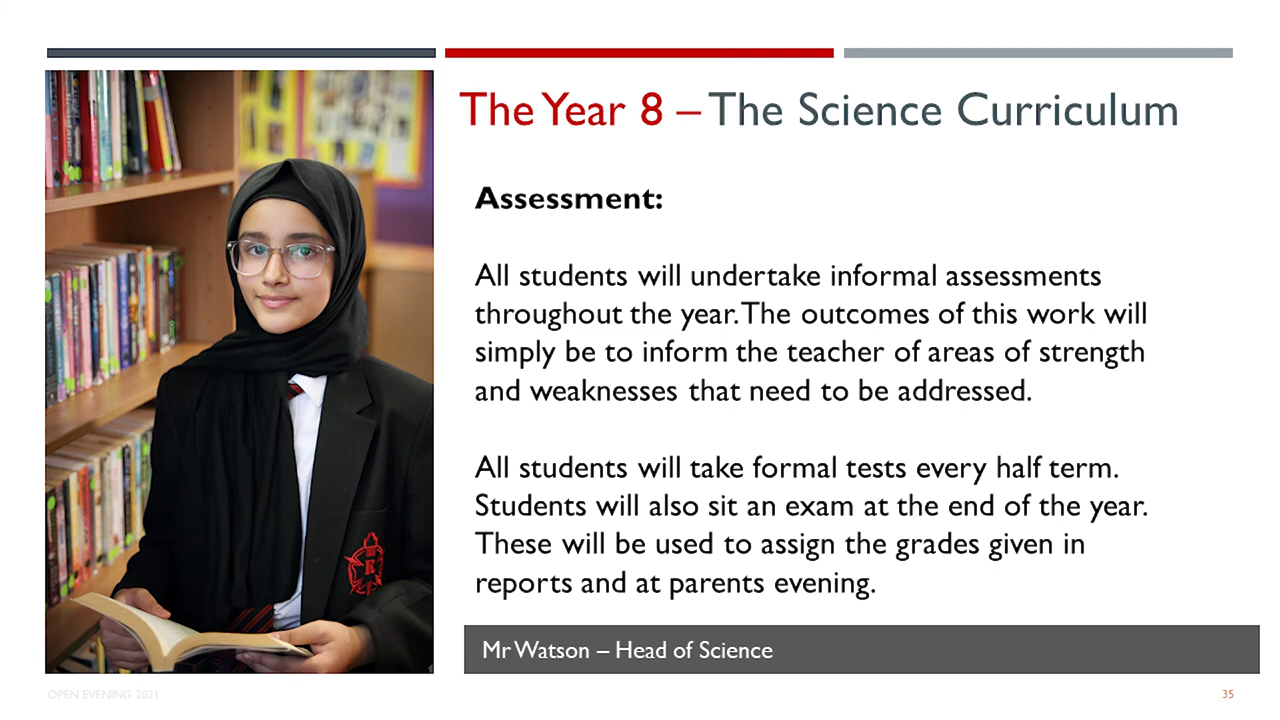 The Year 8 – The Science Curriculum
Assessment:
All students will undertake informal assessments
throughout the year. The outcomes of this work will
simply be to inform the teacher of areas of strength
and weaknesses that need to be addressed.
All students will take formal tests every half term.
Students will also sit an exam at the end of the year.
These will be used to assign the grades given in
reports and at parents evening.
Mr Watson – Head of Science
OPEN EVENING 2021
35